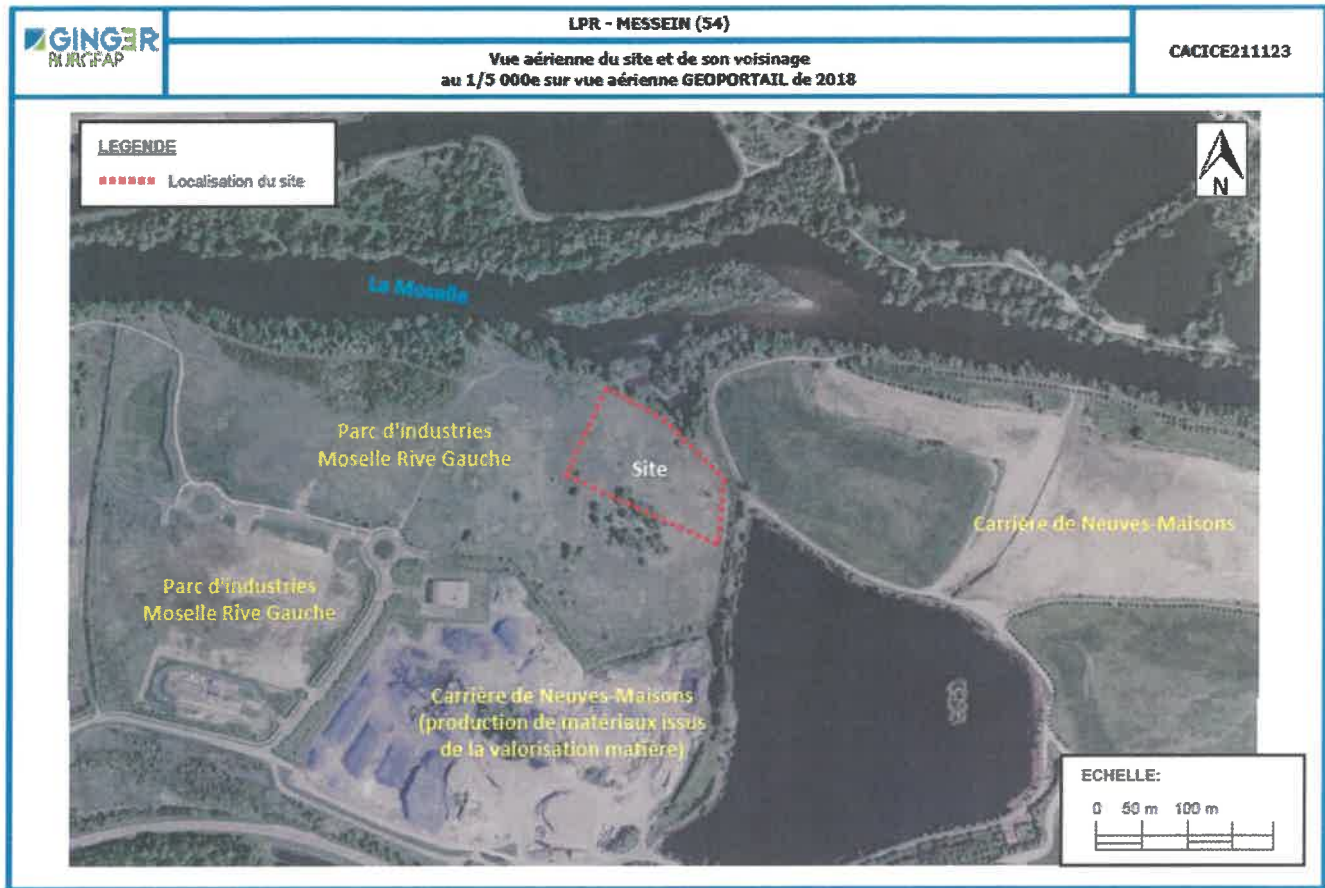 GINGER
BURGEAP
LPR - MESSEIN (54)
Vue aérienne du site et de son voisinage
au 1/5 000e sur vue aérienne GEOPORTAIL de 2018
CACICE211123
LEGENDE
Localisation du site
N
La Moselle
Parc d'industries
Moselle Rive Gauche
Site
Carrière de Neuves-Maisons
Parc d'industries
Moselle Rive Gauche
Carrière de Neuves-Maisons
(production de matériaux issus
de la valorisation matière)
ECHELLE:
0 50 m 100 m